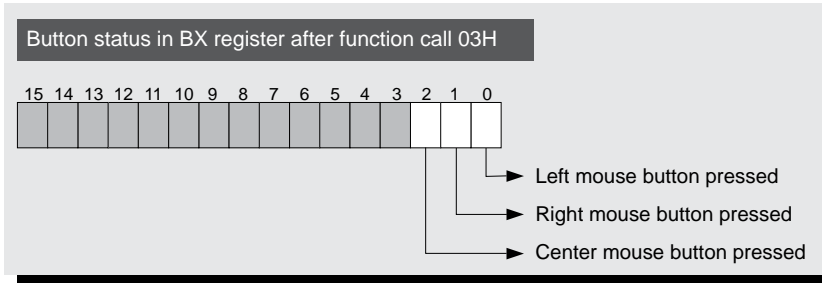 Button status in BX register after function call 03H
15 14 13 12 11 10 9 8 7 6 5 4 3 2 1 0
Left mouse button pressed
Right mouse button pressed
Center mouse button pressed